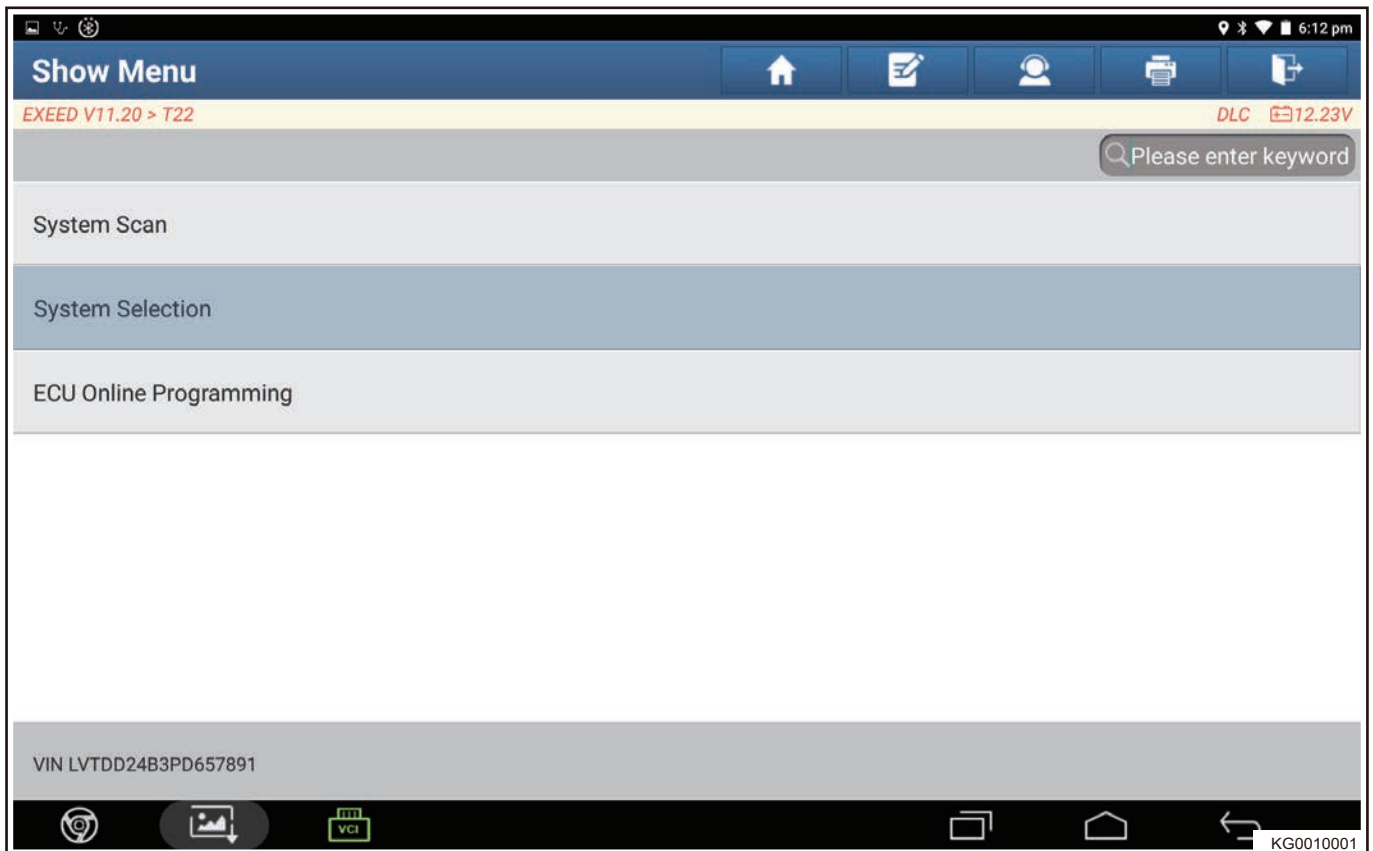 6:12 pm
Show Menu
EXEED V11.20 > T22
DLC 12.23V
Please enter keyword
System Scan
System Selection
ECU Online Programming
VIN LVTDD24B3PD657891
VCI
KG0010001